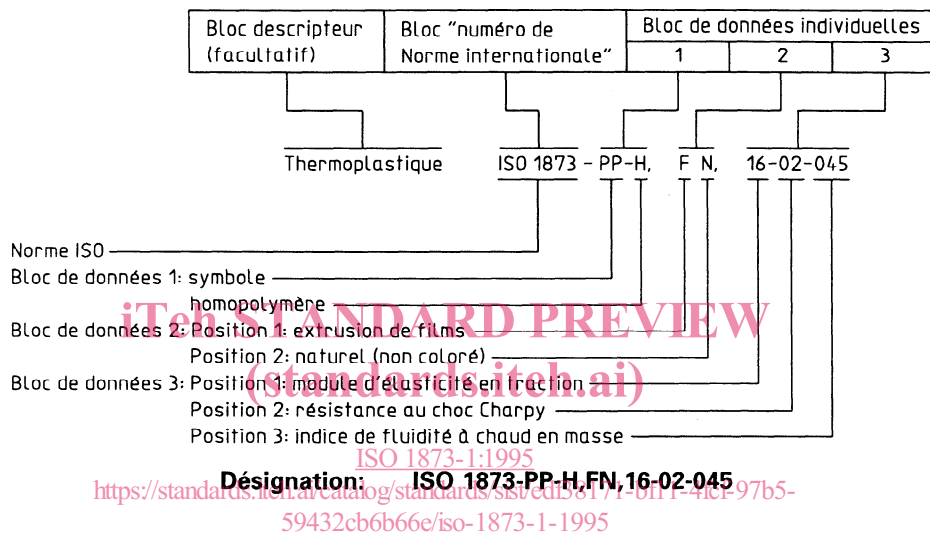 Bloc descripteur
(facultatif)
Bloc "numéro de
Norme internationale"
Bloc de données individuelles
1 2 3
Thermoplastique ISO 1873 - PP-H, F N, 16-02-045
Norme ISO
Bloc de données 1: symbole
homopolymère
iTeh STANDARD PREVIEW
Bloc de données 2: Position 1: extrusion de films
Position 2: naturel (non coloré)
Bloc de données 3: Position 1: module d'élasticité en traction
(standards.iteh.ai)
Position 2: résistance au choc Charpy
Position 3: indice de fluidité à chaud en masse
ISO 1873-1:1995
Désignation: ISO 1873-PP-H,FN,16-02-045
59432cb6b66e/iso-1873-1-1995